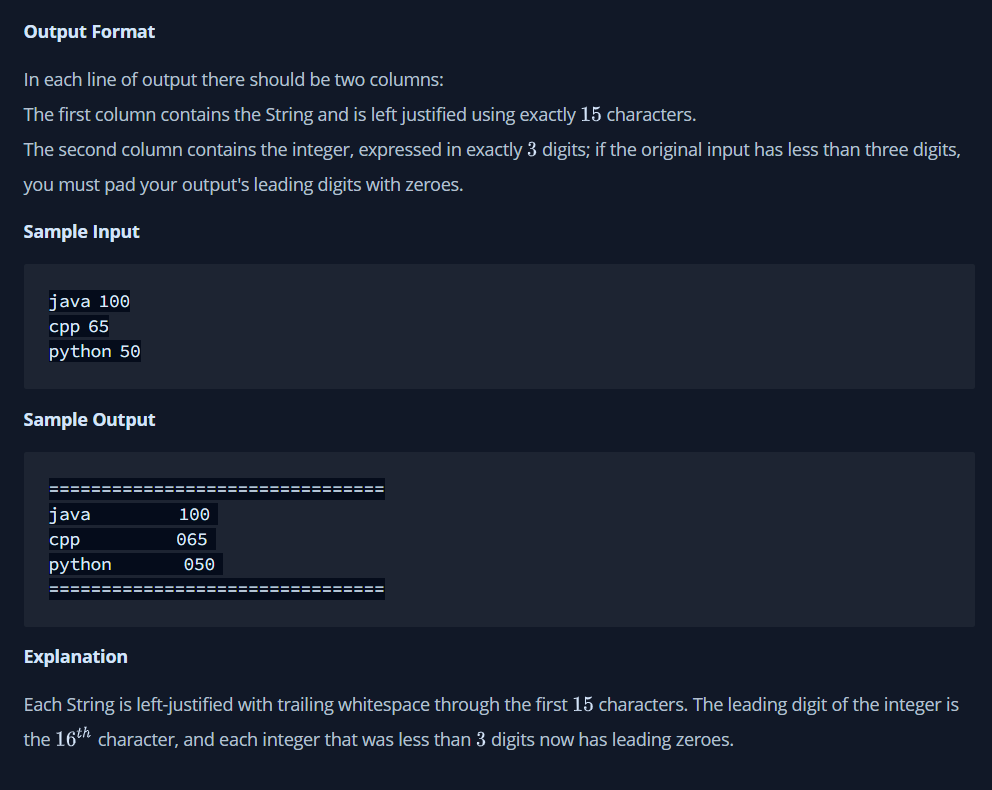 Output Format
In each line of output there should be two columns:
The first column contains the String and is left justified using exactly 15 characters.
The second column contains the integer, expressed in exactly 3 digits; if the original input has less than three digits,
you must pad your output's leading digits with zeroes.
Sample Input
java 100
cpp 65
python 50
Sample Output
================================
java           100
cpp            065
python         050
================================
Explanation
Each String is left-justified with trailing whitespace through the first 15 characters. The leading digit of the integer is
the 16th character, and each integer that was less than 3 digits now has leading zeroes.